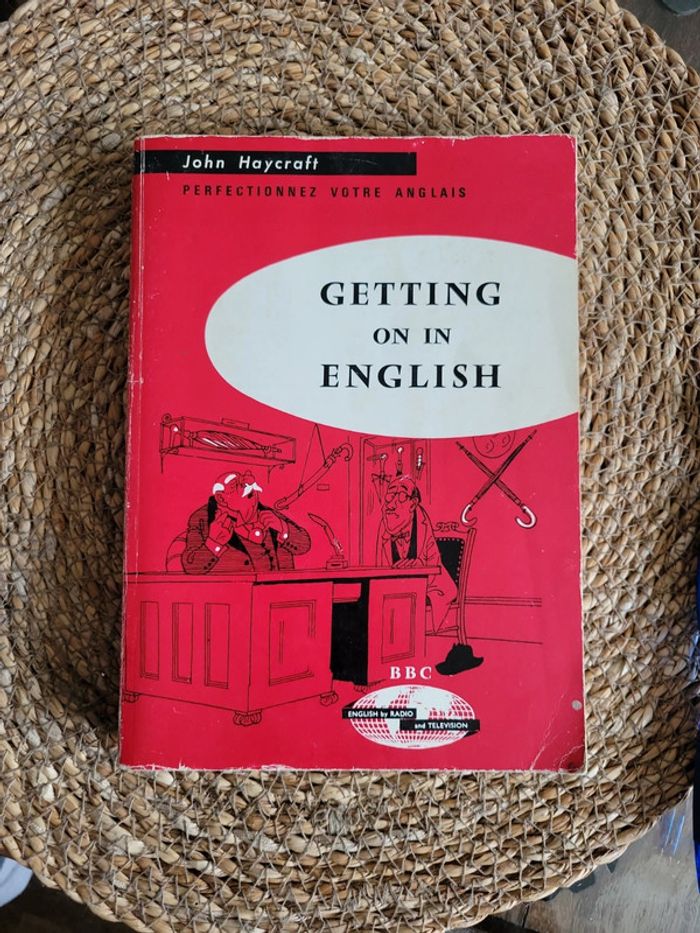 John Haycraft
PERFECTIONNEZ VOTRE ANGLAIS
GETTING
ON IN
ENGLISH
BBC
ENGLISH by RADIO
and TELEVISION